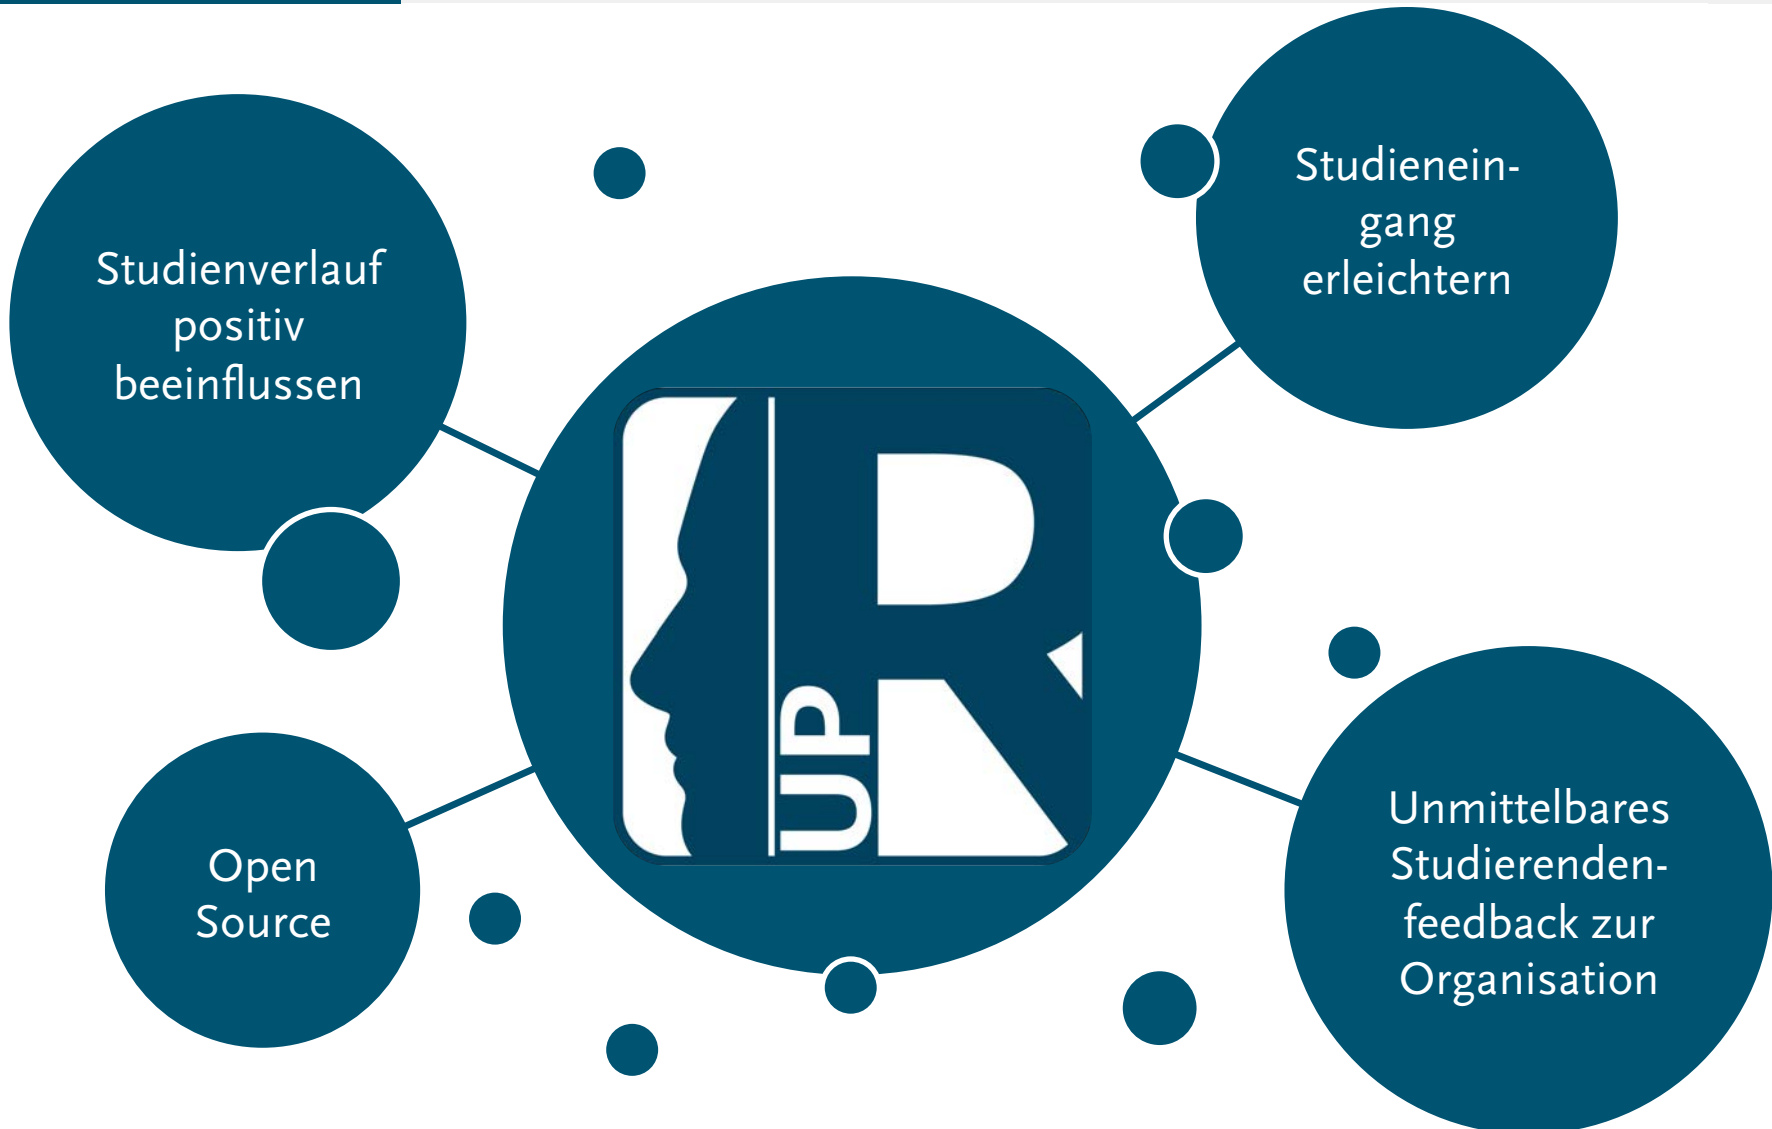 Studienverlauf
positiv
beeinflussen
Studienein-
gang
erleichtern
UP
R
Open
Source
Unmittelbares
Studierenden-
feedback zur
Organisation